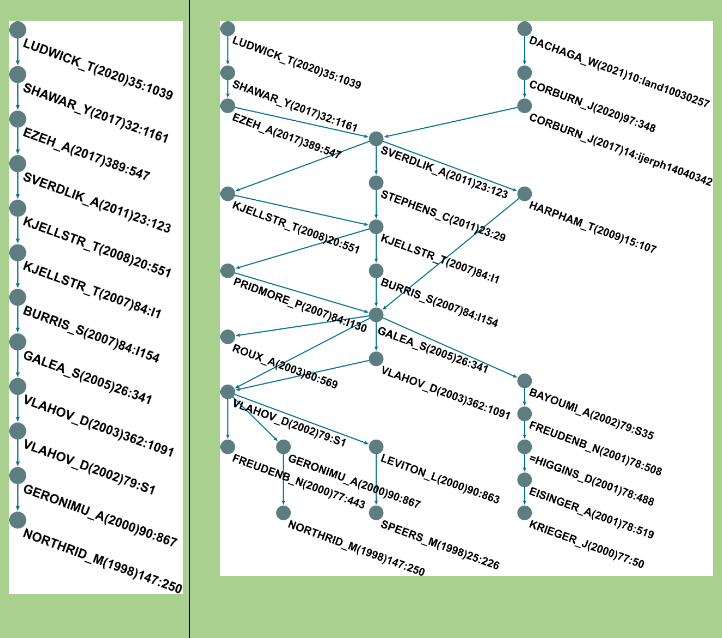 LUDWICK_T(2020)35:1039
SHAWAR_Y(2017)32:1161
EZEH_A(2017)389:547
SVERDLIK_A(2011)23:123
KJELLSTR_T(2008)20:551
KJELLSTR_T(2007)84:I1
BURRIS_S(2007)84:I154
GALEA_S(2005)26:341
VLAHOV_D(2003)362:1091
VLAHOV_D(2002)79:S1
GERONIMU_A(2000)90:867
NORTHRID_M(1998)147:250
LUDWICK_T(2020)35:1039
DACHAGA_W(2021)10:land10030257
SHAWAR_Y(2017)32:1161
CORBURN_J(2020)97:348
EZEH_A(2017)389:547
CORBURN_J(2017)14:ijerph14040342
SVERDLIK_A(2011)23:123
STEPHENS_C(2011)23:29
KJELLSTR_T(2008)20:551
HARPHAM_T(2009)15:107
KJELLSTR_T(2007)84:I1
PRIDMORE_P(2007)84:I130
BURRIS_S(2007)84:I154
GALEA_S(2005)26:341
ROUX_A(2003)80:569
VLAHOV_D(2003)362:1091
BAYOUMI_A(2002)79:S35
VLAHOV_D(2002)79:S1
FREUDENB_N(2001)78:508
FREUDENB_N(2000)77:443
GERONIMU_A(2000)90:867
LEVITON_L(2000)90:863
=HIGGINS_D(2001)78:488
EISINGER_A(2001)78:519
NORTHRID_M(1998)147:250
SPEERS_M(1998)25:226
KRIEGER_J(2000)77:50